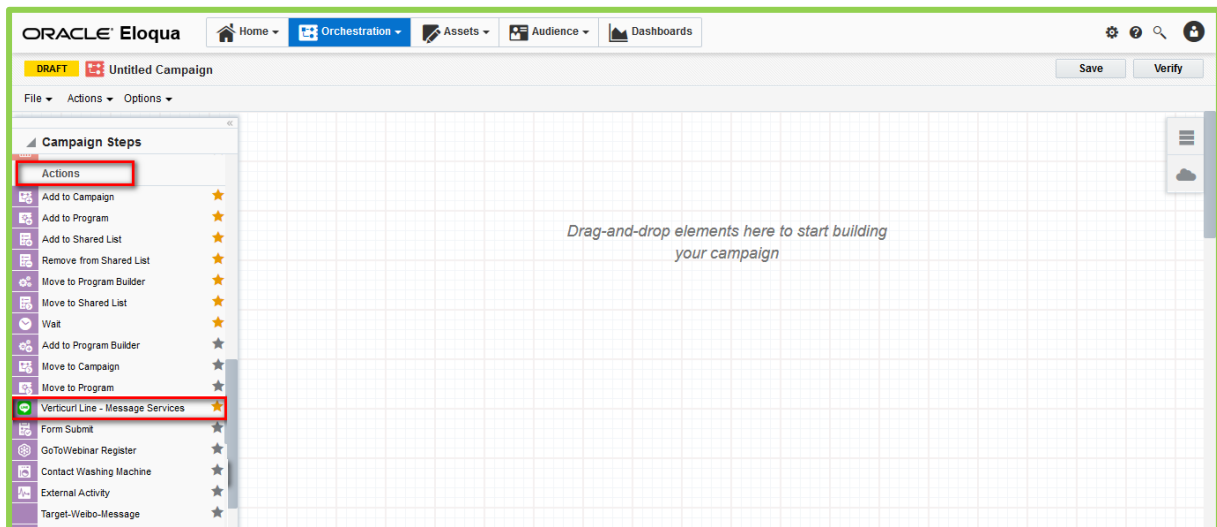 ORACLE Eloqua
Home
Orchestration
Assets
Audience
Dashboards
DRAFT
Untitled Campaign
Save
Verify
File
Actions
Options
Campaign Steps
Actions
Add to Campaign
Add to Program
Add to Shared List
Remove from Shared List
Move to Program Builder
Move to Shared List
Wait
Add to Program Builder
Move to Campaign
Move to Program
Verticurl Line - Message Services
Form Submit
GoToWebinar Register
Contact Washing Machine
External Activity
Target-Weibo-Message
Drag-and-drop elements here to start building
your campaign